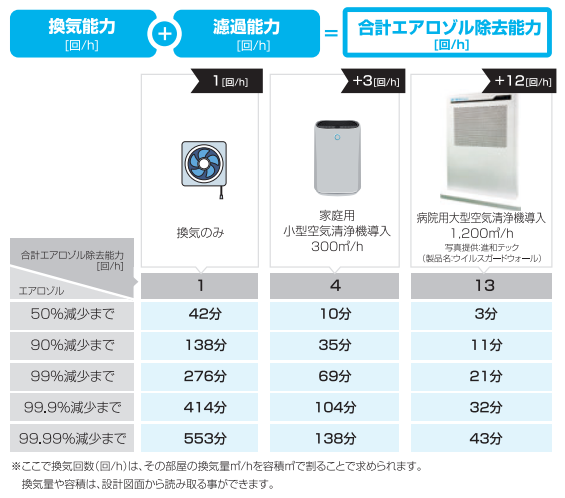 換気能力
[回/h]
+
濾過能力
[回/h]
=
合計エアロゾル除去能力
[回/h]
1[回/h]
+3[回/h]
+12[回/h]
換気のみ
家庭用
小型空気清浄機導入
300㎥/h
病院用大型空気清浄機導入
1,200㎥/h
写真提供:進和テック
(製品名:ウイルスガードウォール)
合計エアロゾル除去能力
[回/h]
エアロゾル
1 4 13
50%減少まで 42分 10分 3分
90%減少まで 138分 35分 11分
99%減少まで 276分 69分 21分
99.9%減少まで 414分 104分 32分
99.99%減少まで 553分 138分 43分
※ここで換気回数(回/h)は、その部屋の換気量㎥/hを容積㎥で割ることで求められます。
換気量や容積は、設計図面から読み取る事ができます。